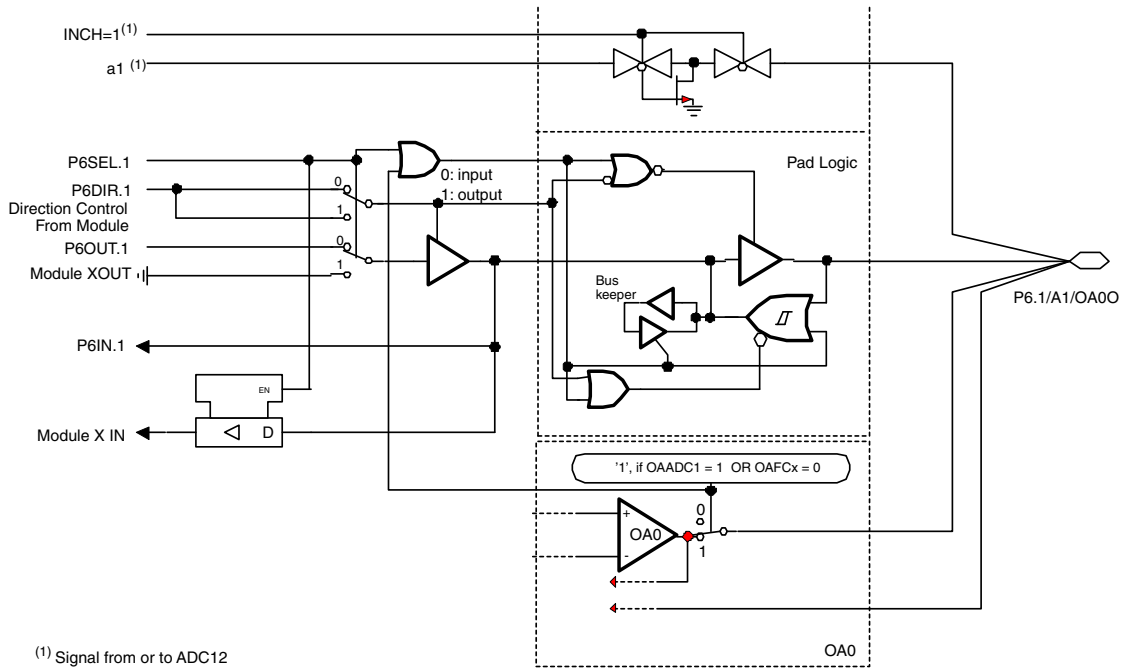 INCH=1(1)
a1 (1)
P6SEL.1
Pad Logic
0: input
1: output
P6DIR.1
0
Direction Control
From Module
1
P6OUT.1
0
Module XOUT
1
Bus
keeper
P6.1/A1/OA0O
P6IN.1
EN
Module X IN
D
'1', if OAADC1 = 1 OR OAFCx = 0
0
+
OA0
-
1
OA0
(1) Signal from or to ADC12